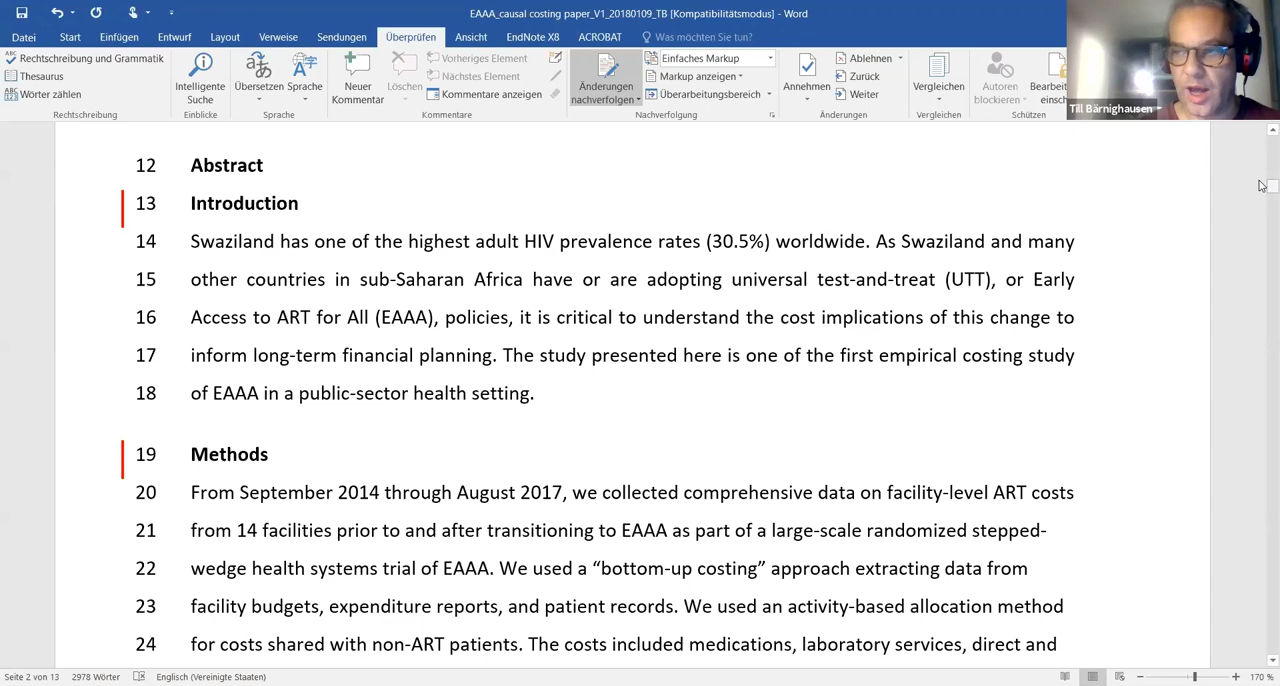 EAAA_causal costing paper_V1_20180109_TB [Kompatibilitätsmodus] - Word
Datei Start Einfügen Entwurf Layout Verweise Sendungen Überprüfen Ansicht EndNote X8 ACROBAT Was möchten Sie tun?
Rechtschreibung und Grammatik
Thesaurus
Wörter zählen
Rechtschreibung
Intelligente Suche
Einblicke
Übersetzen Sprache
Sprache
Neuer Kommentar
Löschen
Vorheriges Element
Nächstes Element
Kommentare anzeigen
Kommentare
Änderungen nachverfolgen
Einfaches Markup
Markup anzeigen
Überarbeitungsbereich
Nachverfolgung
Annehmen
Ablehnen
Zurück
Weiter
Änderungen
Vergleichen
Vergleichen
Autoren blockieren
Bearbeit
einsch
Schützen
Till Bärnighausen
12 Abstract
13 Introduction
14 Swaziland has one of the highest adult HIV prevalence rates (30.5%) worldwide. As Swaziland and many
15 other countries in sub-Saharan Africa have or are adopting universal test-and-treat (UTT), or Early
16 Access to ART for All (EAAA), policies, it is critical to understand the cost implications of this change to
17 inform long-term financial planning. The study presented here is one of the first empirical costing study
18 of EAAA in a public-sector health setting.
19 Methods
20 From September 2014 through August 2017, we collected comprehensive data on facility-level ART costs
21 from 14 facilities prior to and after transitioning to EAAA as part of a large-scale randomized stepped-
22 wedge health systems trial of EAAA. We used a “bottom-up costing” approach extracting data from
23 facility budgets, expenditure reports, and patient records. We used an activity-based allocation method
24 for costs shared with non-ART patients. The costs included medications, laboratory services, direct and
Seite 2 von 13 2978 Wörter Englisch (Vereinigte Staaten) 170 %